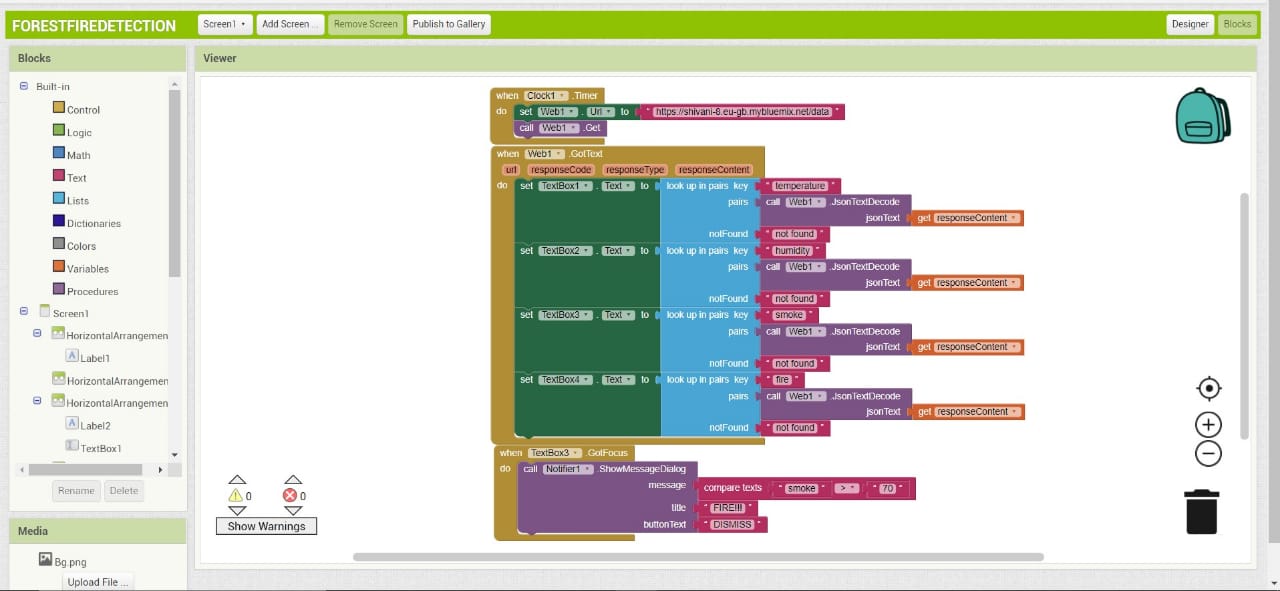 FORESTFIREDETECTION Screen1 Add Screen ... Remove Screen Publish to Gallery Designer Blocks
Blocks
Viewer
Built-in
Control
Logic
Math
Text
Lists
Dictionaries
Colors
Variables
Procedures
Screen1
HorizontalArrangemen
Label1
HorizontalArrangemen
HorizontalArrangemen
Label2
TextBox1
Rename Delete
Media
Bg.png
Upload File ...
when Clock1 .Timer
do set Web1 . Url to " https://shivani-6.eu-gb.mybluemix.net/data "
call Web1 .Get
when Web1 .GotText
url responseCode responseType responseContent
do set TextBox1 . Text to look up in pairs key " temperature "
pairs call Web1 .JsonTextDecode
jsonText get responseContent
notFound " not found "
set TextBox2 . Text to look up in pairs key " humidity "
pairs call Web1 .JsonTextDecode
jsonText get responseContent
notFound " not found "
set TextBox3 . Text to look up in pairs key " smoke "
pairs call Web1 .JsonTextDecode
jsonText get responseContent
notFound " not found "
set TextBox4 . Text to look up in pairs key " fire "
pairs call Web1 .JsonTextDecode
jsonText get responseContent
notFound " not found "
when TextBox3 .GotFocus
do call Notifier1 .ShowMessageDialog
message compare texts " smoke " > " 70 "
title " FIRE!!! "
buttonText " DISMISS "
0 0
Show Warnings